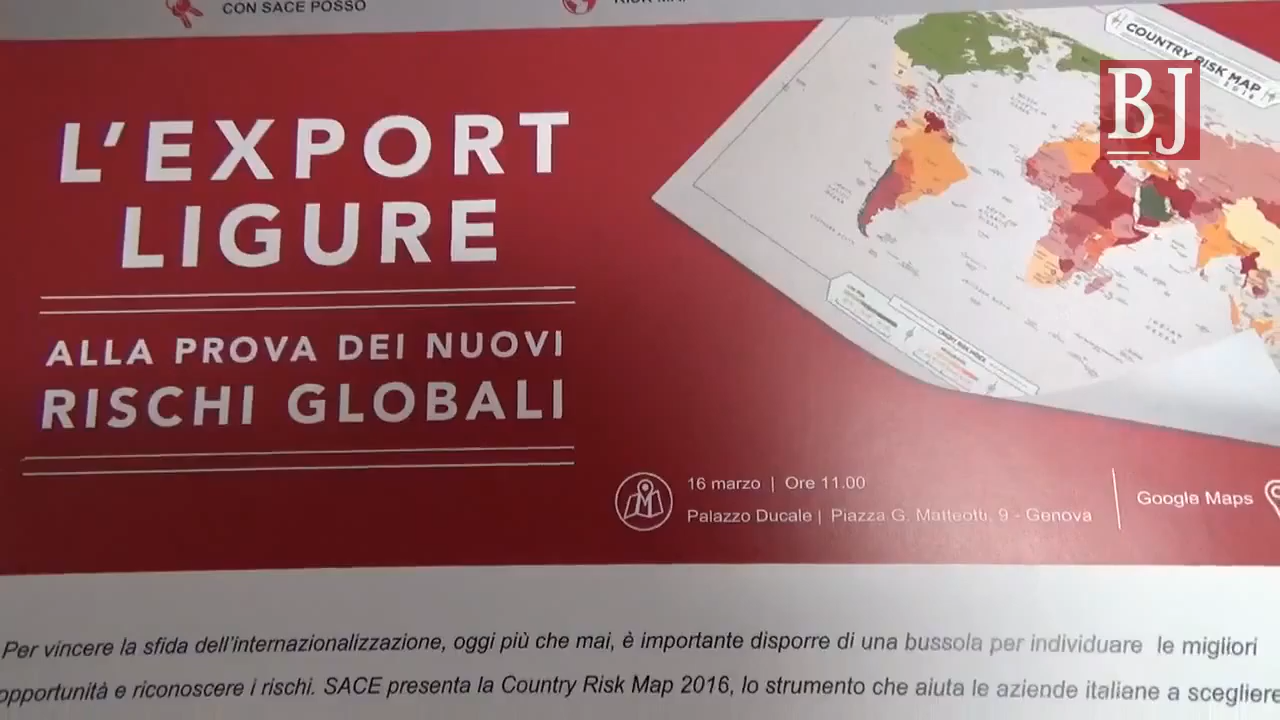 CON SACE POSSO
COUNTRY RISK MAP
2016
BJ
L'EXPORT
LIGURE
ALLA PROVA DEI NUOVI
RISCHI GLOBALI
16 marzo | Ore 11.00
Palazzo Ducale | Piazza G. Matteotti, 9 - Genova
Google Maps
Per vincere la sfida dell'internazionalizzazione, oggi più che mai, è importante disporre di una bussola per individuare le migliori
opportunità e riconoscere i rischi. SACE presenta la Country Risk Map 2016, lo strumento che aiuta le aziende italiane a scegliere